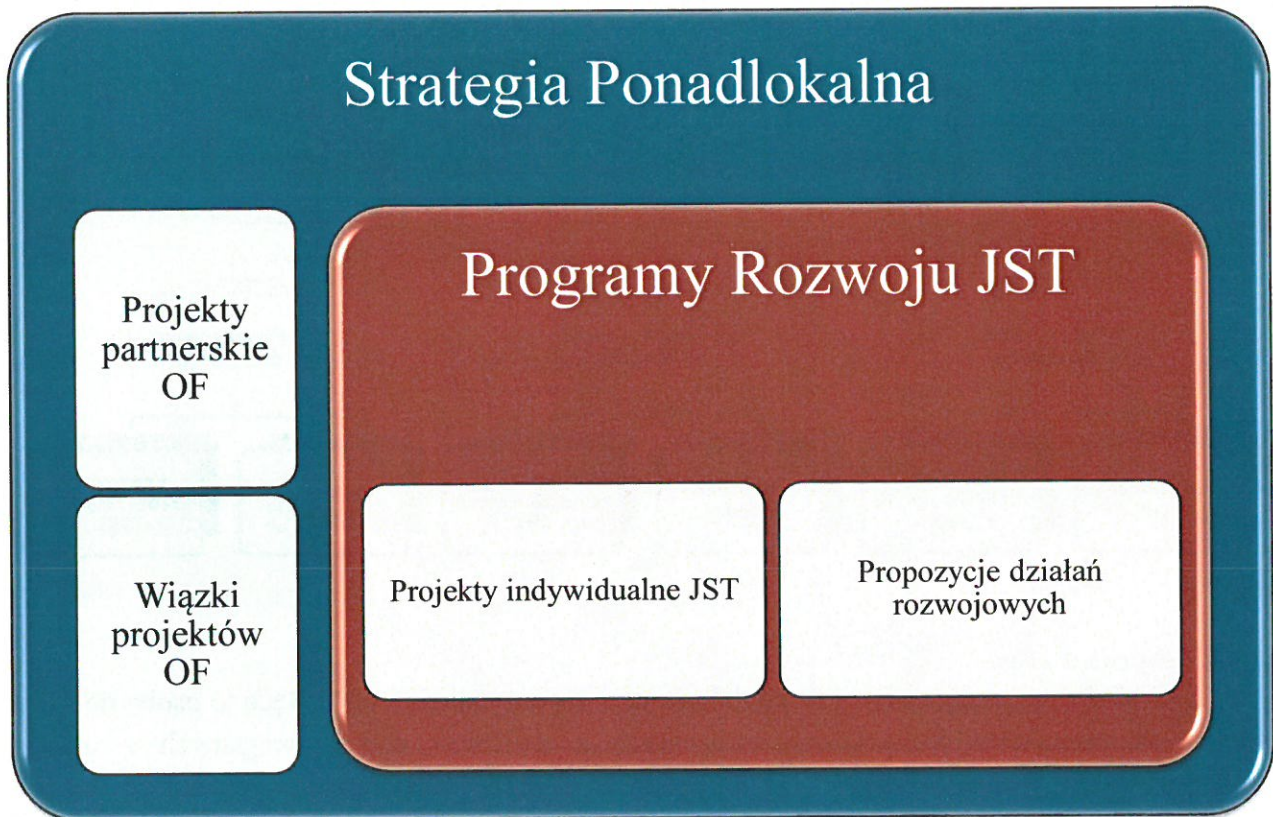 Strategia Ponadlokalna
Projekty
partnerskie
OF
Wiązki
projektów
OF
Programy Rozwoju JST
Projekty indywidualne JST
Propozycje działań
rozwojowych